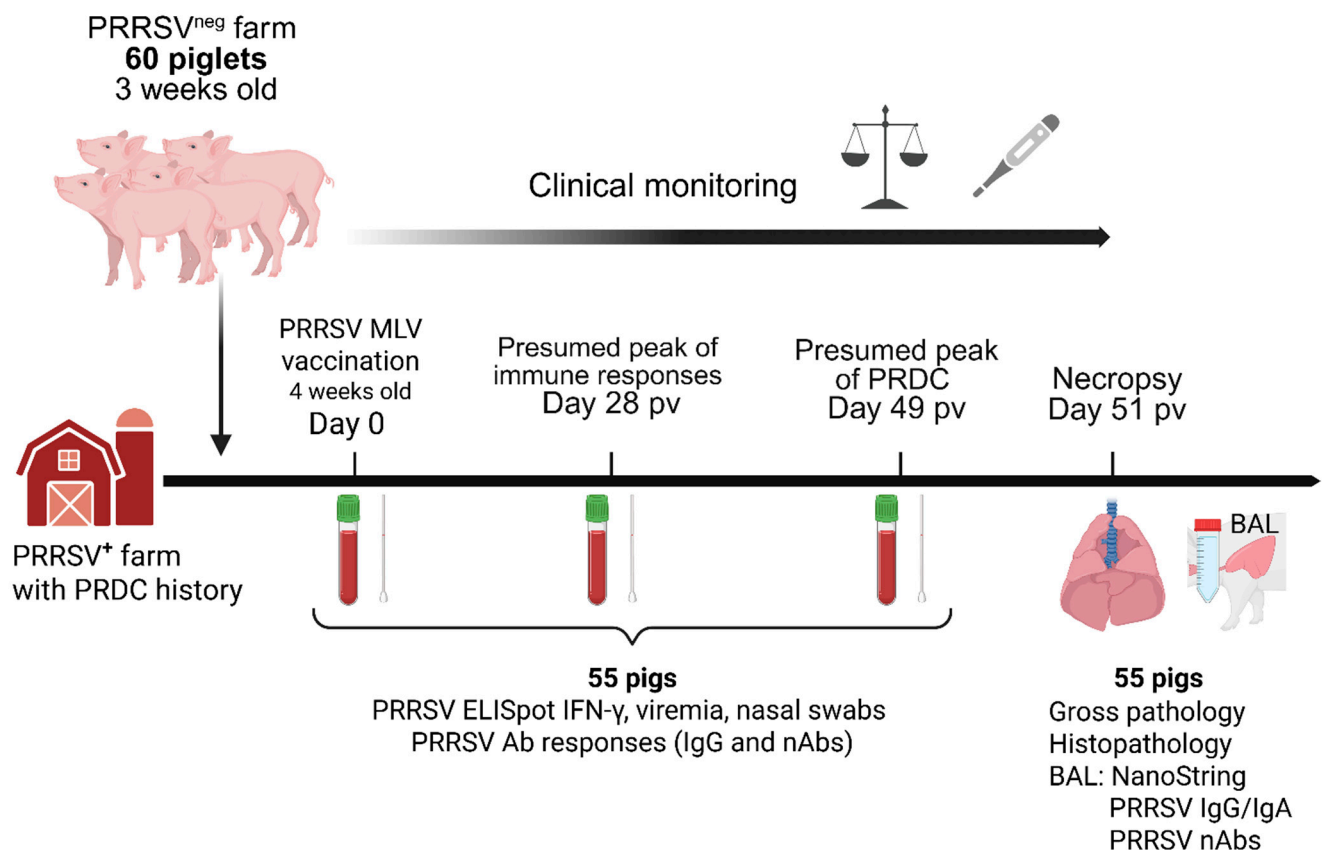 PRRSVneg farm
60 piglets
3 weeks old
Clinical monitoring
PRRSV MLV
vaccination
4 weeks old
Day 0
Presumed peak of
immune responses
Day 28 pv
Presumed peak
of PRDC
Day 49 pv
Necropsy
Day 51 pv
PRRSV+ farm
with PRDC history
BAL
55 pigs
PRRSV ELISpot IFN-γ, viremia, nasal swabs
PRRSV Ab responses (IgG and nAbs)
55 pigs
Gross pathology
Histopathology
BAL: NanoString
PRRSV IgG/IgA
PRRSV nAbs